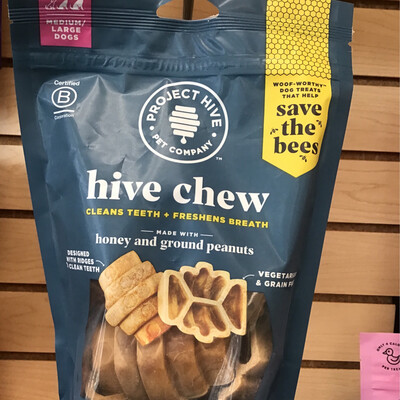 MEDIUM/
LARGE
DOGS
Certified
B
Corporation
PROJECT HIVE
PET COMPANY
TM
WOOF-WORTHY
DOG TREATS
THAT HELP
save
the
bees
hive chew
CLEANS TEETH + FRESHENS BREATH
MADE WITH
honey and ground peanuts
DESIGNED
WITH RIDGES
CLEAN TEETH
VEGETAR
& GRAIN F